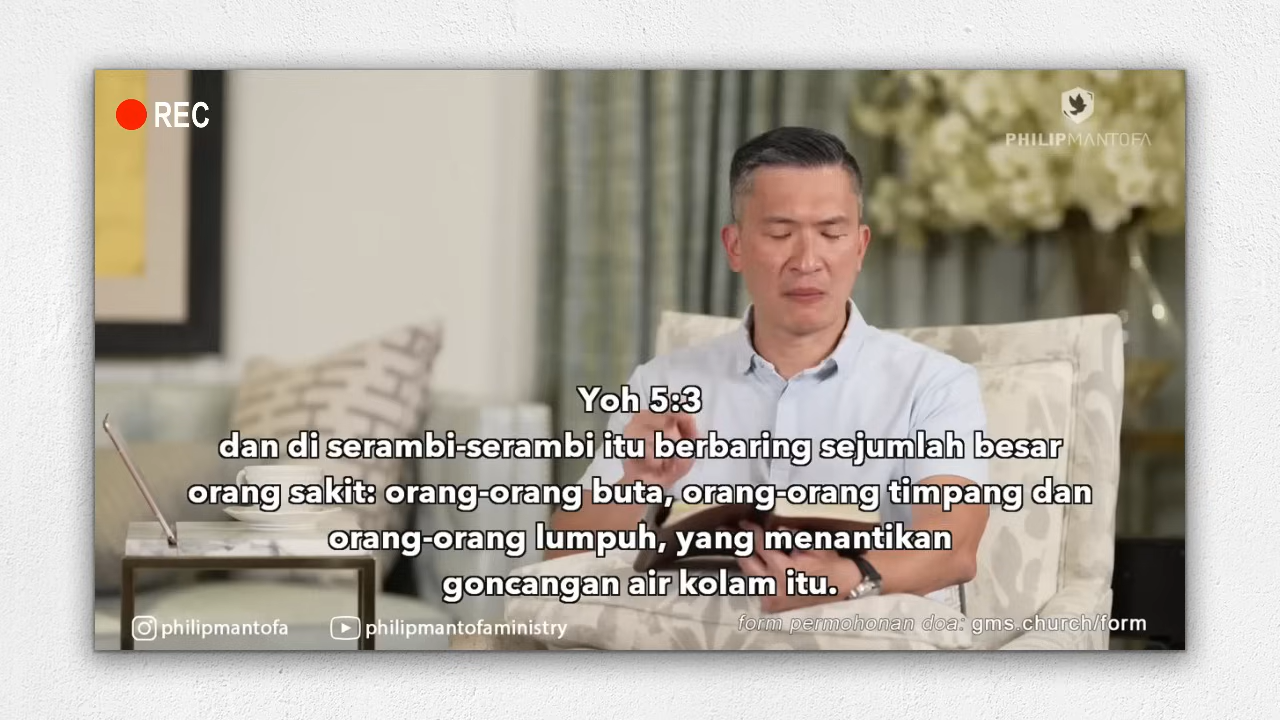 REC
PHILIPMANTOFA
Yoh 5:3
dan di serambi-serambi itu berbaring sejumlah besar
orang sakit: orang-orang buta, orang-orang timpang dan
orang-orang lumpuh, yang menantikan
goncangan air kolam itu.
philipmantofa philipmantofaministry form permohonan doa: gms.church/form